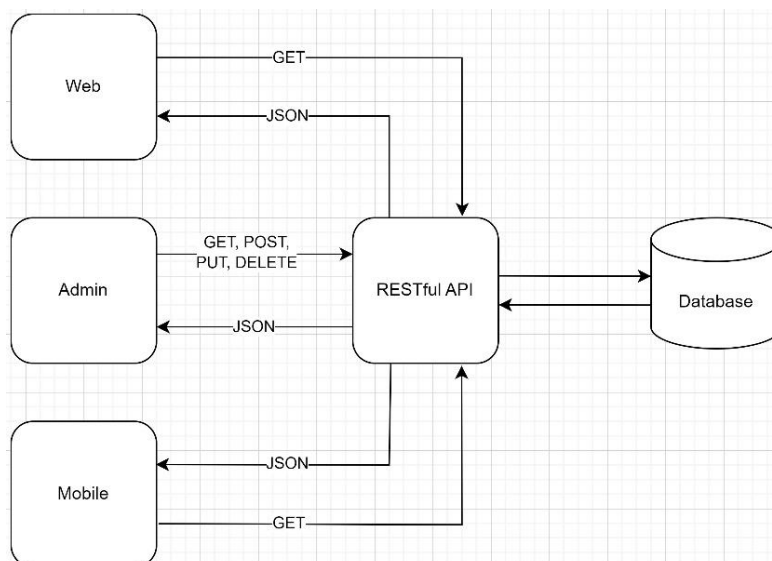 GET
Web
JSON
GET, POST,
PUT, DELETE
Admin
RESTful API
Database
JSON
JSON
Mobile
GET